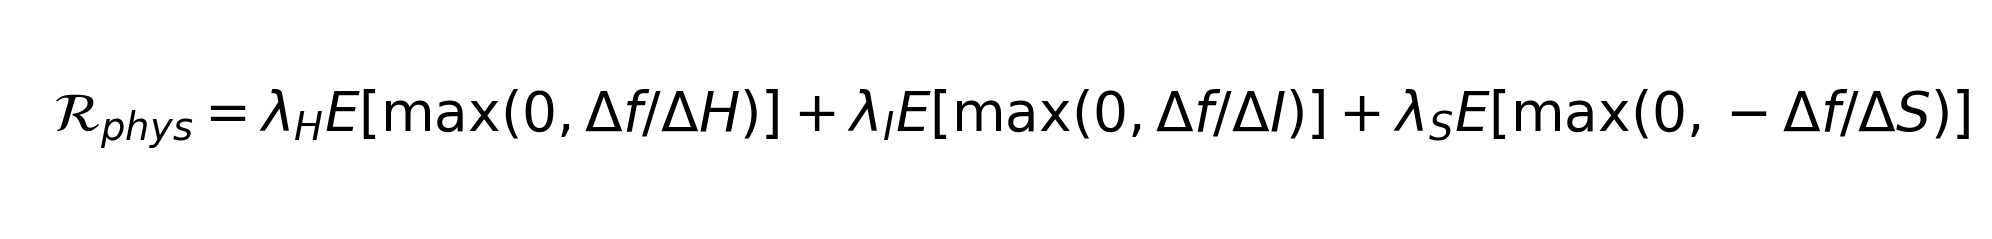 ℛ_phys = λ_H E[max(0, Δf/ΔH)] + λ_I E[max(0, Δf/ΔI)] + λ_S E[max(0, −Δf/ΔS)]